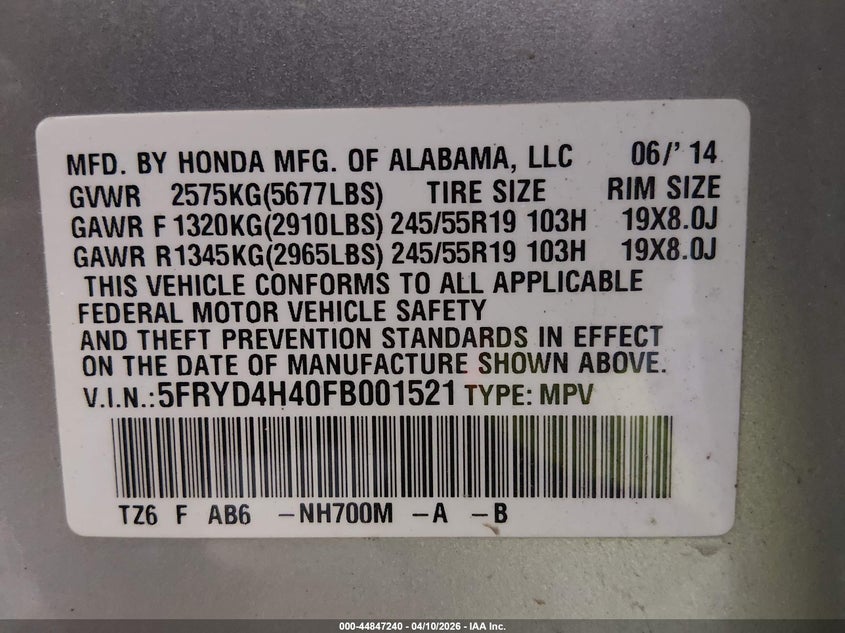 MFD. BY HONDA MFG. OF ALABAMA, LLC 06/' 14
GVWR 2575KG(5677LBS) TIRE SIZE RIM SIZE
GAWR F 1320KG(2910LBS) 245/55R19 103H 19X8.0J
GAWR R1345KG(2965LBS) 245/55R19 103H 19X8.0J
THIS VEHICLE CONFORMS TO ALL APPLICABLE
FEDERAL MOTOR VEHICLE SAFETY
AND THEFT PREVENTION STANDARDS IN EFFECT
ON THE DATE OF MANUFACTURE SHOWN ABOVE.
V.I.N.:5FRYD4H40FB001521 TYPE: MPV
TZ6 F AB6 -NH700M -A -B
000-44847240 - 04/10/2026 - IAA Inc.